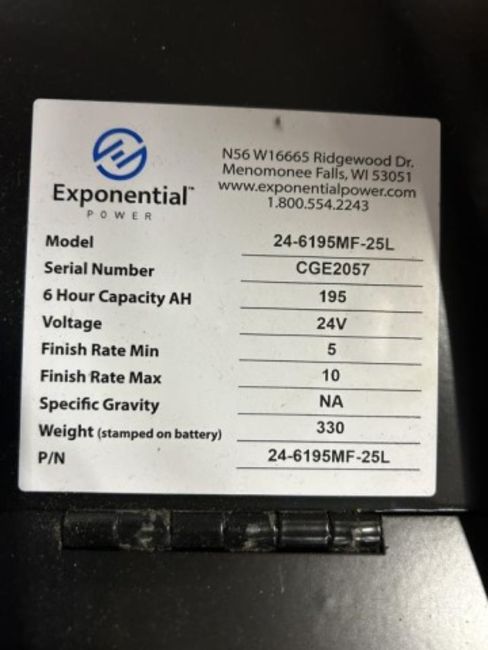 Exponential™
POWER
N56 W16665 Ridgewood Dr.
Menomonee Falls, WI 53051
www.exponentialpower.com
1.800.554.2243
Model 24-6195MF-25L
Serial Number CGE2057
6 Hour Capacity AH 195
Voltage 24V
Finish Rate Min 5
Finish Rate Max 10
Specific Gravity NA
Weight (stamped on battery) 330
P/N 24-6195MF-25L